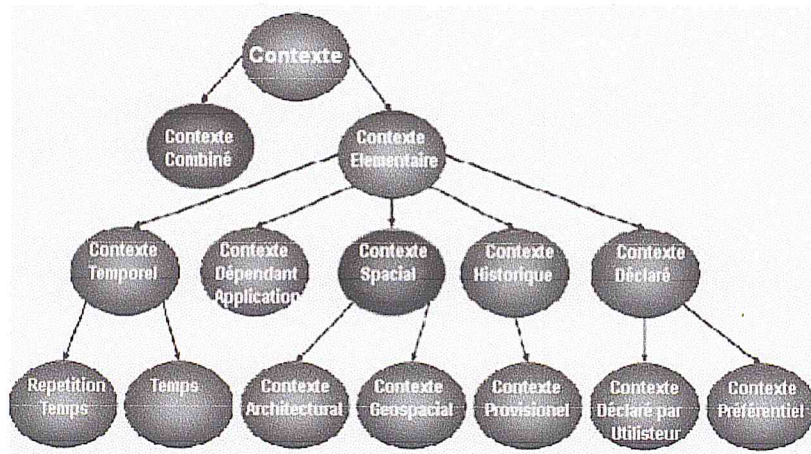 Contexte
Contexte
Combiné
Contexte
Elementaire
Contexte
Temporel
Contexte
Dépendant
Application
Contexte
Spacial
Contexte
Historique
Contexte
Déclaré
Repetition
Temps
Temps
Contexte
Architectural
Contexte
Geospacial
Contexte
Provisionel
Contexte
Déclaré par
Utilisteur
Contexte
Préférentiel